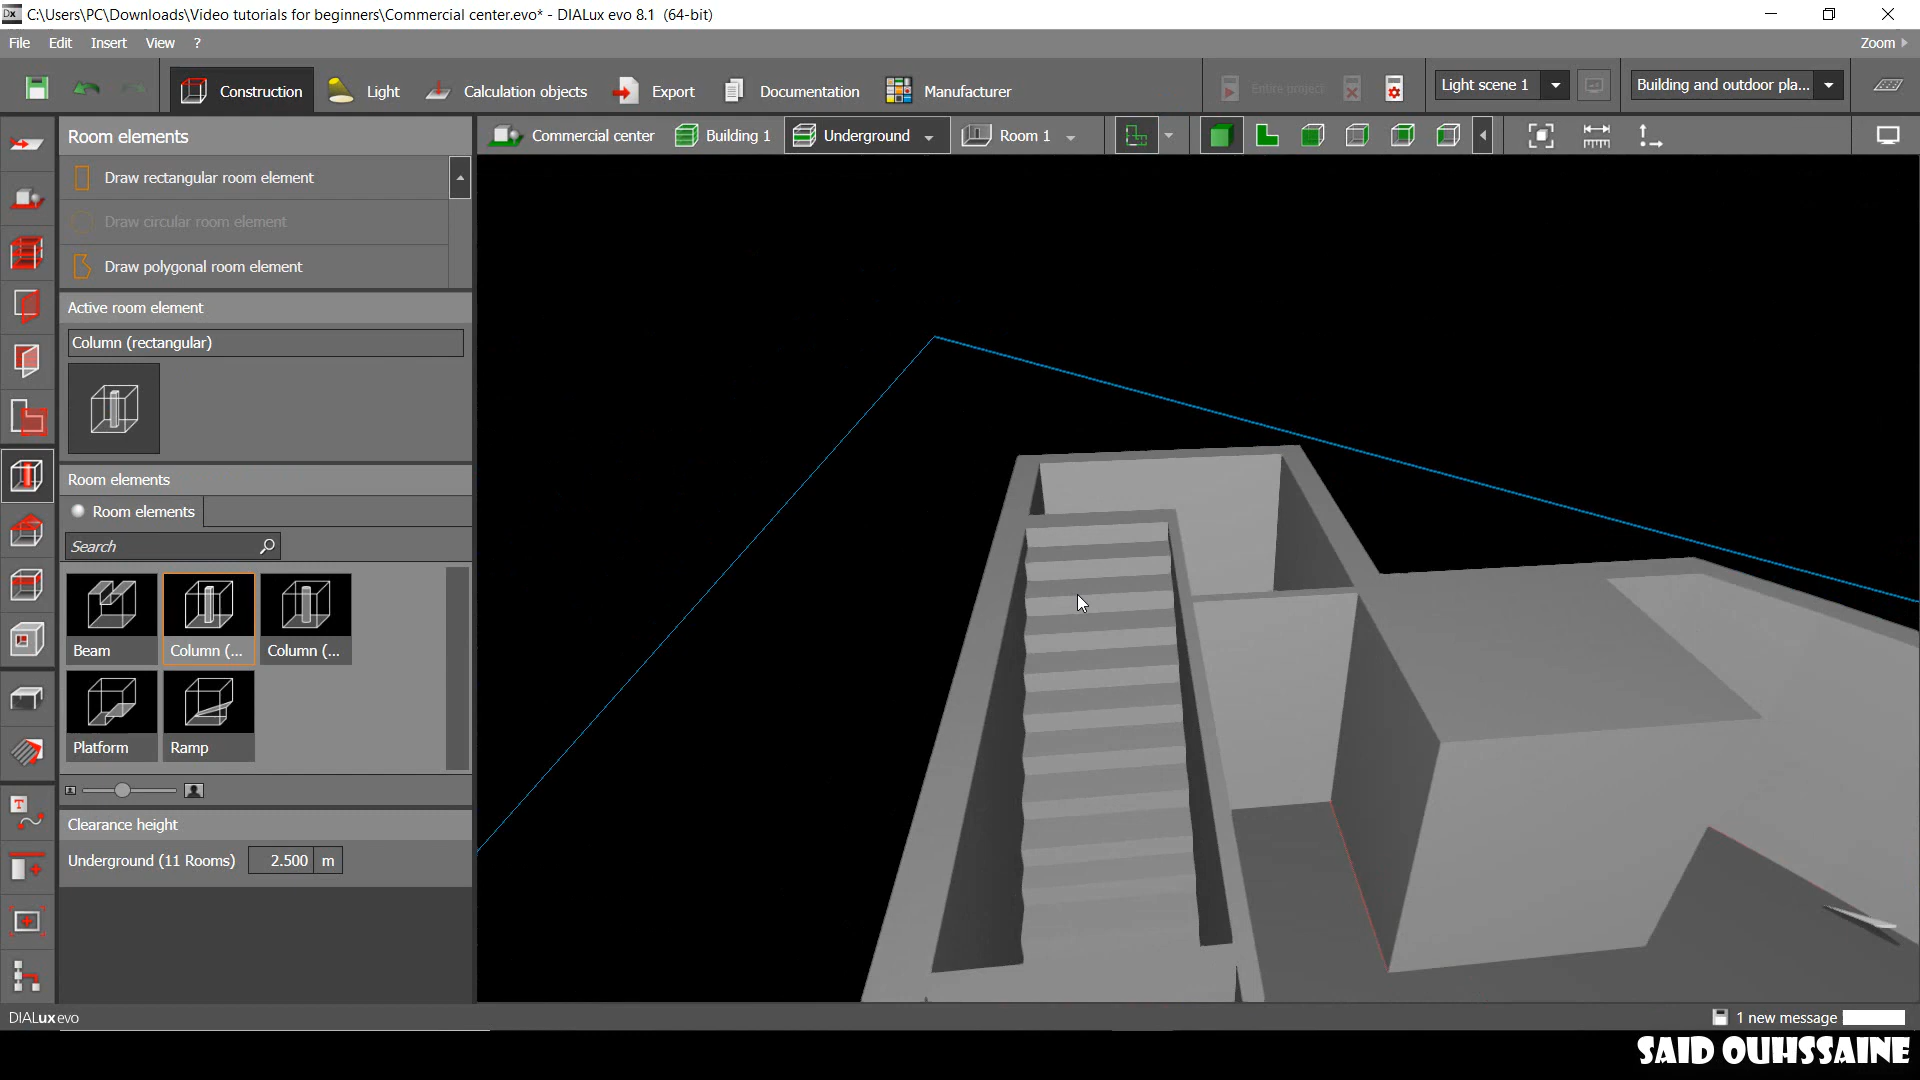 C:\Users\PC\Downloads\Video tutorials for beginners\Commercial center.evo* - DIALux evo 8.1 (64-bit)
File Edit Insert View ? Zoom
Construction Light Calculation objects Export Documentation Manufacturer Entire project Light scene 1 Building and outdoor pla...
Room elements Commercial center Building 1 Underground Room 1
Draw rectangular room element
Draw circular room element
Draw polygonal room element
Active room element
Column (rectangular)
Room elements
Room elements
Search
Beam Column (... Column (...
Platform Ramp
Clearance height
Underground (11 Rooms) 2.500 m
DIALux evo 1 new message
SAID OUHSSAINE